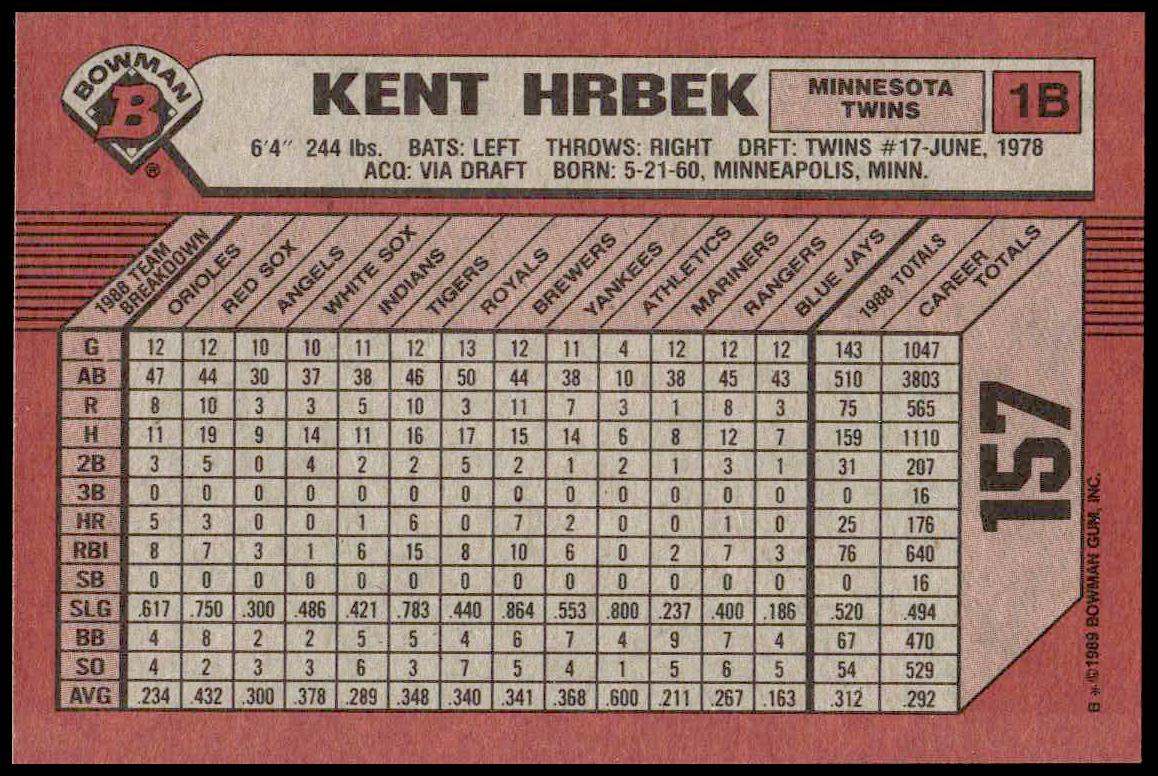 BOWMAN
B
®
KENT HRBEK
MINNESOTA
TWINS
1B
6'4" 244 lbs. BATS: LEFT THROWS: RIGHT DRFT: TWINS #17-JUNE, 1978
ACQ: VIA DRAFT BORN: 5-21-60, MINNEAPOLIS, MINN.
1988 TEAM BREAKDOWN ORIOLES RED SOX ANGELS WHITE SOX INDIANS TIGERS ROYALS BREWERS YANKEES ATHLETICS MARINERS RANGERS BLUE JAYS 1988 TOTALS CAREER TOTALS
G 12 12 10 10 11 12 13 12 11 4 12 12 12 143 1047
AB 47 44 30 37 38 46 50 44 38 10 38 45 43 510 3803
R 8 10 3 3 5 10 3 11 7 3 1 8 3 75 565
H 11 19 9 14 11 16 17 15 14 6 8 12 7 159 1110
2B 3 5 0 4 2 2 5 2 1 2 1 3 1 31 207
3B 0 0 0 0 0 0 0 0 0 0 0 0 0 0 16
HR 5 3 0 0 1 6 0 7 2 0 0 1 0 25 176
RBI 8 7 3 1 6 15 8 10 6 0 2 7 3 76 640
SB 0 0 0 0 0 0 0 0 0 0 0 0 0 0 16
SLG .617 .750 .300 .486 .421 .783 .440 .864 .553 .800 .237 .400 .186 .520 .494
BB 4 8 2 2 5 5 4 6 7 4 9 7 4 67 470
SO 4 2 3 3 6 3 7 5 4 1 5 6 5 54 529
AVG .234 .432 .300 .378 .289 .348 .340 .341 .368 .600 .211 .267 .163 .312 .292
157
B * © 1989 BOWMAN GUM, INC.